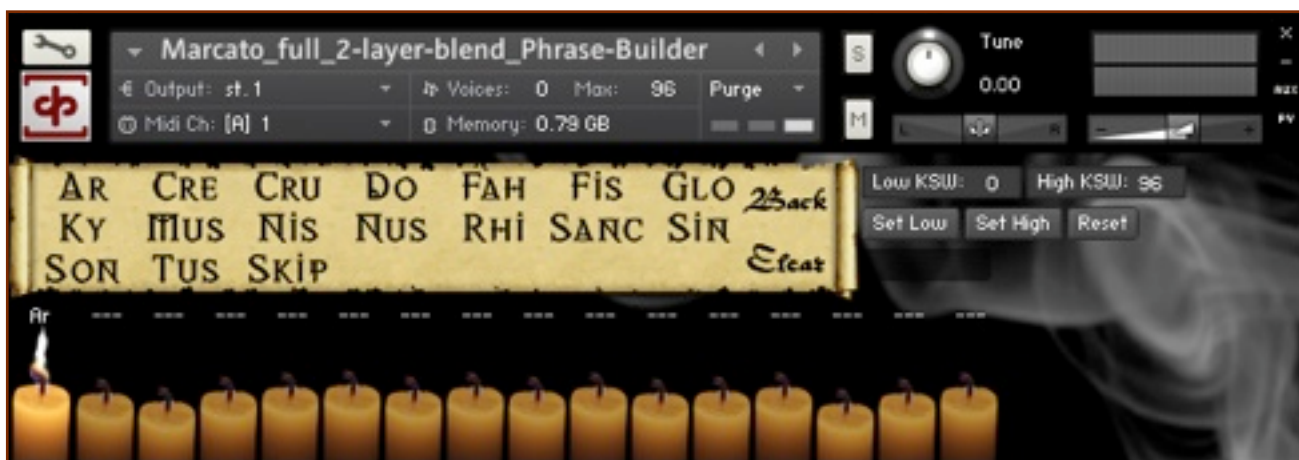 Marcato_full_2-layer-blend_Phrase-Builder
S
Tune
0.00
Output: st.1
Voices: 0 Max: 96
Purge
Midi Ch: [A] 1
Memory: 0.79 GB
M
L
R
- +
x
-
AUX
PV
AR CRE CRU DO FAH FIS GLO Back
KY MUS NIS NUS RHI SANC SIN
SON TUS SKIP Clear
Low KSW: 0 High KSW: 96
Set Low Set High Reset
Ar --- --- --- --- --- --- --- --- --- --- --- --- --- --- ---